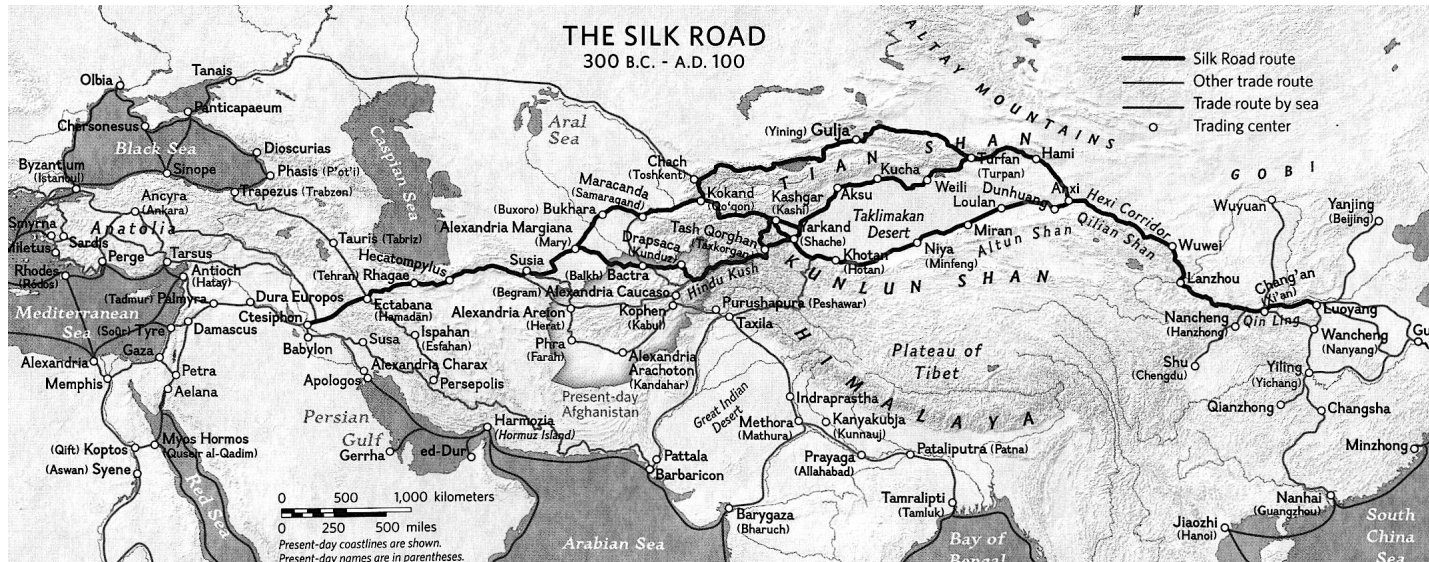 THE SILK ROAD
300 B.C. - A.D. 100
Silk Road route
Other trade route
Trade route by sea
Trading center
ALTAY MOUNTAINS
Olbia
Tanais
Panticapaeum
Chersonesus
Black Sea
Dioscurias
Phasis (P'ot'i)
Sinope
Trapezus (Trabzon)
Byzantium
(Istanbul)
Ancyra
(Ankara)
Anatolia
Smyrna
Sardis
Miletus
Perge
Tarsus
Rhodes
(Ródos)
Antioch
(Hatay)
Mediterranean
Sea
(Tadmur) Palmyra
Dura Europos
Ctesiphon
(Soûr) Tyre
Damascus
Babylon
Gaza
Alexandria
Memphis
Petra
Aelana
(Qift) Koptos
Myos Hormos
(Quseir al-Qadim)
(Aswan) Syene
Red Sea
Caspian Sea
Aral
Sea
Tauris (Tabriz)
Hecatompylus
(Tehran) Rhagae
Ectabana
(Hamadān)
Ispahan
(Esfahan)
Susa
Alexandria Charax
Apologos
Persepolis
Persian
Gulf
Gerrha
ed-Dur
Harmozia
(Hormuz Island)
Susia
Alexandria Margiana
(Mary)
(Buxoro) Bukhara
Maracanda
(Samaraqand)
Chach
(Toshkent)
Kokand
(Qo'qon)
(Yining) Gulja
TIAN SHAN
Turfan
(Turpan)
Hami
Kucha
Kashgar
(Kashi)
Aksu
Weili
Dunhuang
Loulan
Anxi
Hexi Corridor
GOBI
Taklimakan
Desert
Tash Qorghan
(Taxkorgan)
Yarkand
(Shache)
Drapsaca
(Kunduz)
(Balkh) Bactra
Khotan
(Hotan)
Niya
(Minfeng)
Miran
Altun Shan
Qilian Shan
KUNLUN SHAN
Hindu Kush
(Begram) Alexandria Caucaso
Alexandria Areion
(Herat)
Kophen
(Kabul)
Purushapura (Peshawar)
Taxila
Phra
(Farah)
Alexandria
Arachoton
(Kandahar)
Present-day
Afghanistan
HIMALAYA
Plateau of
Tibet
Great Indian
Desert
Indraprastha
Methora
(Mathura)
Kanyakubja
(Kunnauj)
Prayaga
(Allahabad)
Pataliputra (Patna)
Pattala
Barbaricon
Barygaza
(Bharuch)
Tamralipti
(Tamluk)
Arabian Sea
Bay of
Bengal
Wuyuan
Yanjing
(Beijing)
Wuwei
Lanzhou
Chang'an
(Xi'an)
Luoyang
Nancheng
(Hanzhong)
Qin Ling
Wancheng
(Nanyang)
Gu
Shu
(Chengdu)
Yiling
(Yichang)
Qianzhong
Changsha
Minzhong
Nanhai
(Guangzhou)
Jiaozhi
(Hanoi)
South
China
Sea
0 500 1,000 kilometers
0 250 500 miles
Present-day coastlines are shown.
Present-day names are in parentheses.